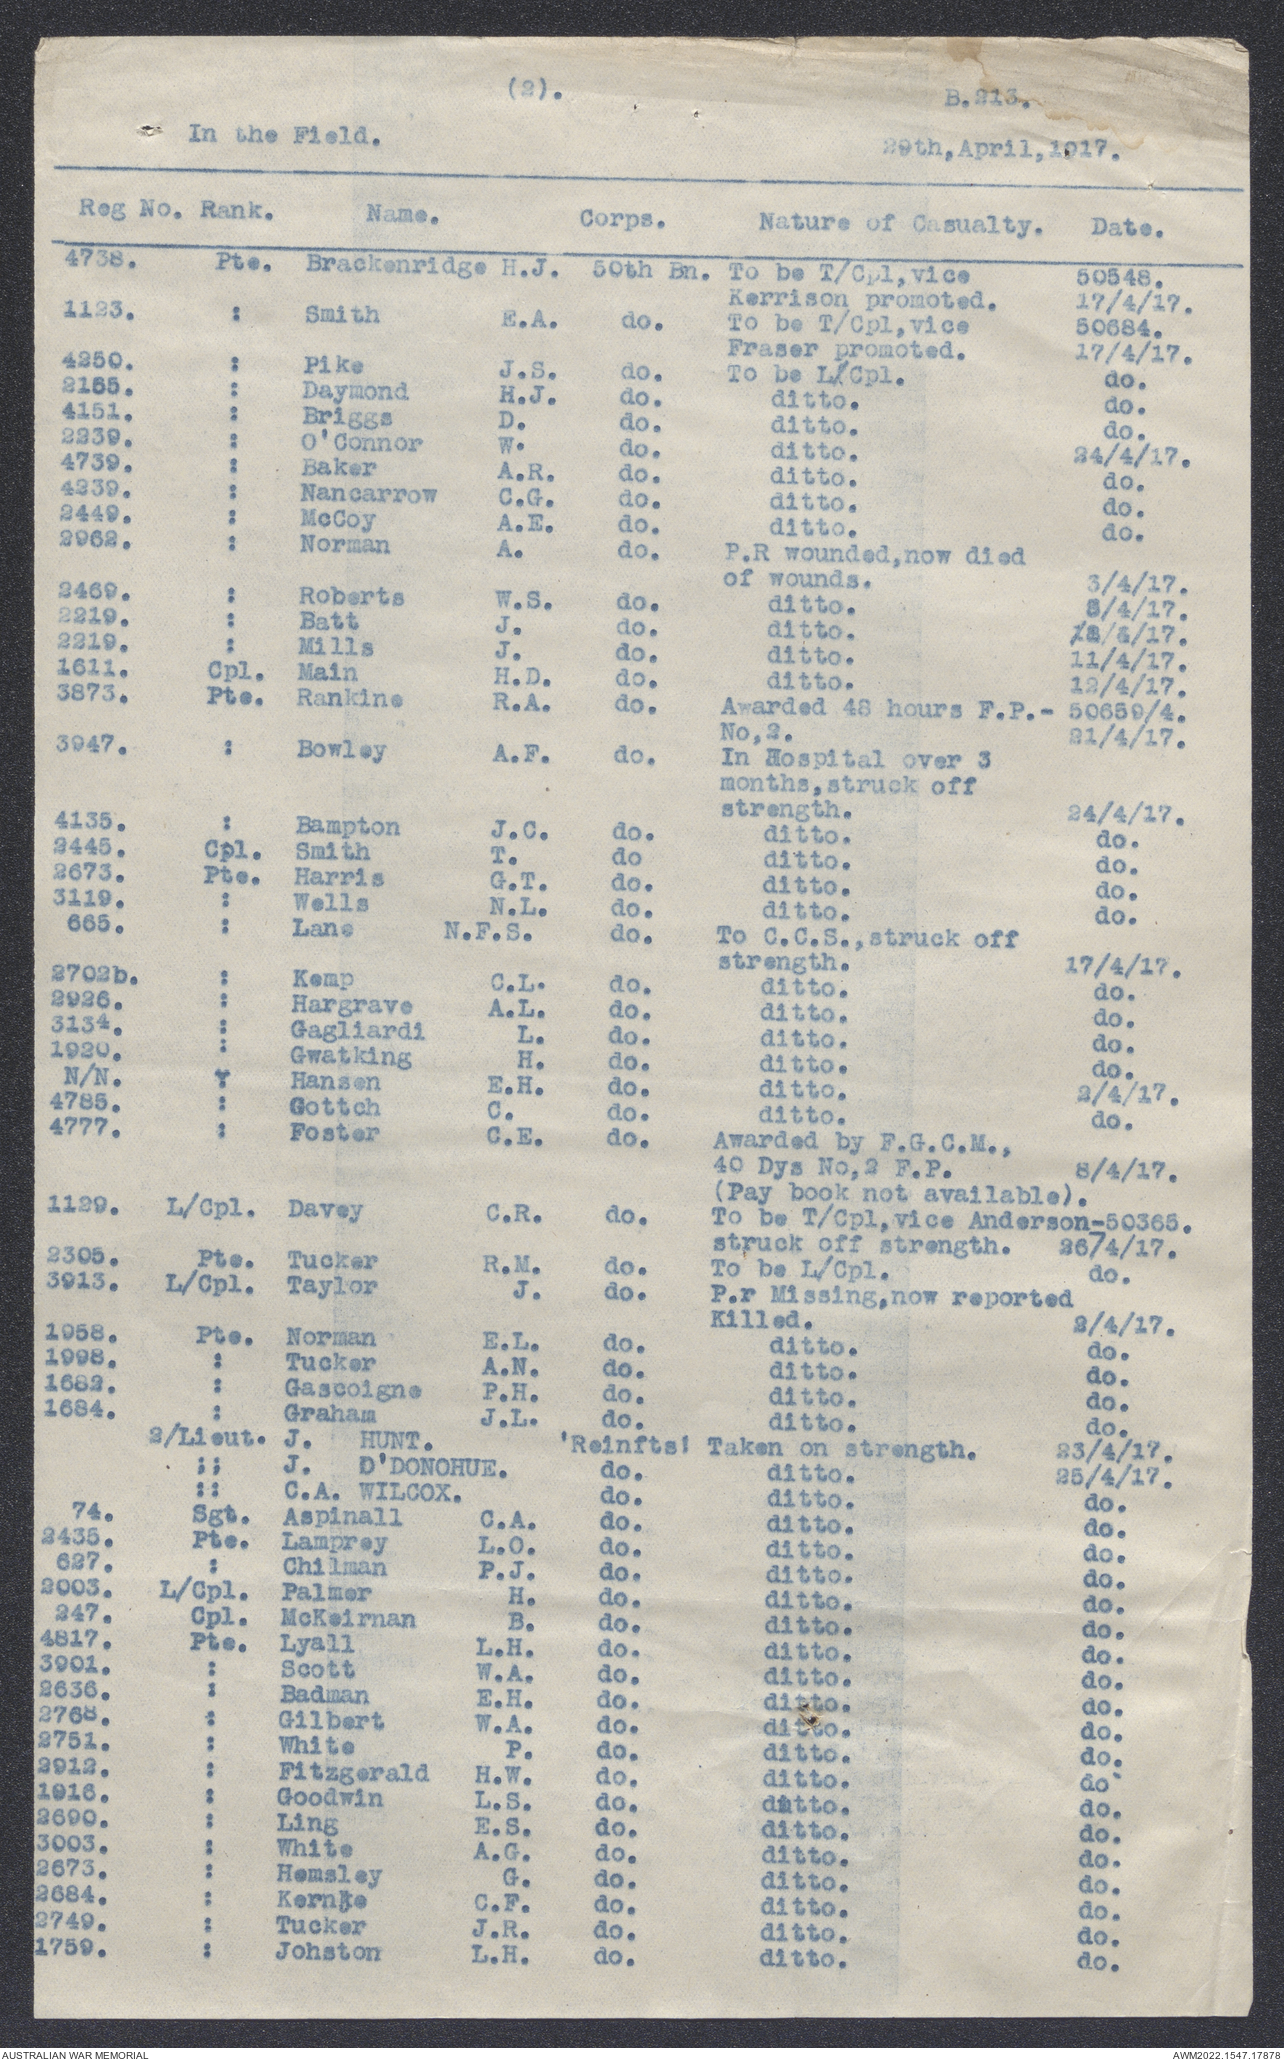 (2).
B.213.
In the Field.
29th,April,1917.
Reg No. Rank. Name. Corps. Nature of Casualty. Date.
4738. Pte. Brackenridge H.J. 50th Bn. To be T/Cpl,vice 50548.
Kerrison promoted. 17/4/17.
1123. : Smith E.A. do. To be T/Cpl,vice 50684.
Fraser promoted. 17/4/17.
4250. : Pike J.S. do. To be L/Cpl. do.
2165. : Daymond H.J. do. ditto. do.
4151. : Briggs D. do. ditto. do.
2239. : O'Connor W. do. ditto. 24/4/17.
4739. : Baker A.R. do. ditto. do.
4239. : Nancarrow C.G. do. ditto. do.
2449. : McCoy A.E. do. ditto. do.
2962. : Norman A. do. P.R wounded,now died
of wounds. 3/4/17.
2469. : Roberts W.S. do. ditto. /4/17.
2219. : Batt J. do. ditto. /17.
2219. : Mills J. do. ditto. 11/4/17.
1611. Cpl. Main H.D. do. ditto. 12/4/17.
3873. Pte. Rankine R.A. do. Awarded 48 hours F.P.- 50659/4.
No,2. 21/4/17.
3947. : Bowley A.F. do. In Hospital over 3
months,struck off
strength. 24/4/17.
4135. : Bampton J.C. do. ditto. do.
2445. Cpl. Smith T. do ditto. do.
2673. Pte. Harris G.T. do. ditto. do.
3119. : Wells N.L. do. ditto. do.
665. : Lane N.F.S. do. To C.C.S.,struck off
strength. 17/4/17.
2702b. : Kemp C.L. do. ditto. do.
2926. : Hargrave A.L. do. ditto. do.
3134. : Gagliardi L. do. ditto. do.
1920. : Gwatking H. do. ditto. do.
N/N. Hansen E.H. do. ditto. 2/4/17.
4785. : Gottch C. do. ditto. do.
4777. : Foster C.E. do. Awarded by F.G.C.M.,
40 Dys No,2 F.P. 8/4/17.
(Pay book not available).
1129. L/Cpl. Davey C.R. do. To be T/Cpl,vice Anderson-50365.
struck off strength. 26/4/17.
2305. Pte. Tucker R.M. do. To be L/Cpl. do.
3913. L/Cpl. Taylor J. do. P.r Missing,now reported
Killed. 2/4/17.
1958. Pte. Norman E.L. do. ditto. do.
1998. : Tucker A.N. do. ditto. do.
1682. : Gascoigne P.H. do. ditto. do.
1684. : Graham J.L. do. ditto. do.
2/Lieut. J. HUNT. 'Reinfts' Taken on strength. 23/4/17.
;; J. D'DONOHUE. do. ditto. 25/4/17.
:: C.A. WILCOX. do. ditto. do.
74. Sgt. Aspinall C.A. do. ditto. do.
2435. Pte. Lamprey L.O. do. ditto. do.
627. : Chilman P.J. do. ditto. do.
2003. L/Cpl. Palmer H. do. ditto. do.
247. Cpl. McKeirnan B. do. ditto. do.
4817. Pte. Lyall L.H. do. ditto. do.
3901. : Scott W.A. do. ditto. do.
2636. : Badman E.H. do. ditto. do.
2768. : Gilbert W.A. do. ditto. do.
2751. : White P. do. ditto. do.
2912. : Fitzgerald H.W. do. ditto. do
1916. : Goodwin L.S. do. ditto. do.
2690. : Ling E.S. do. ditto. do.
3003. : White A.G. do. ditto. do.
2673. : Hemsley G. do. ditto. do.
2684. : Kernke C.F. do. ditto. do.
2749. : Tucker J.R. do. ditto. do.
1759. : Johston L.H. do. ditto. do.
AUSTRALIAN WAR MEMORIAL
AWM2022.1547.17878